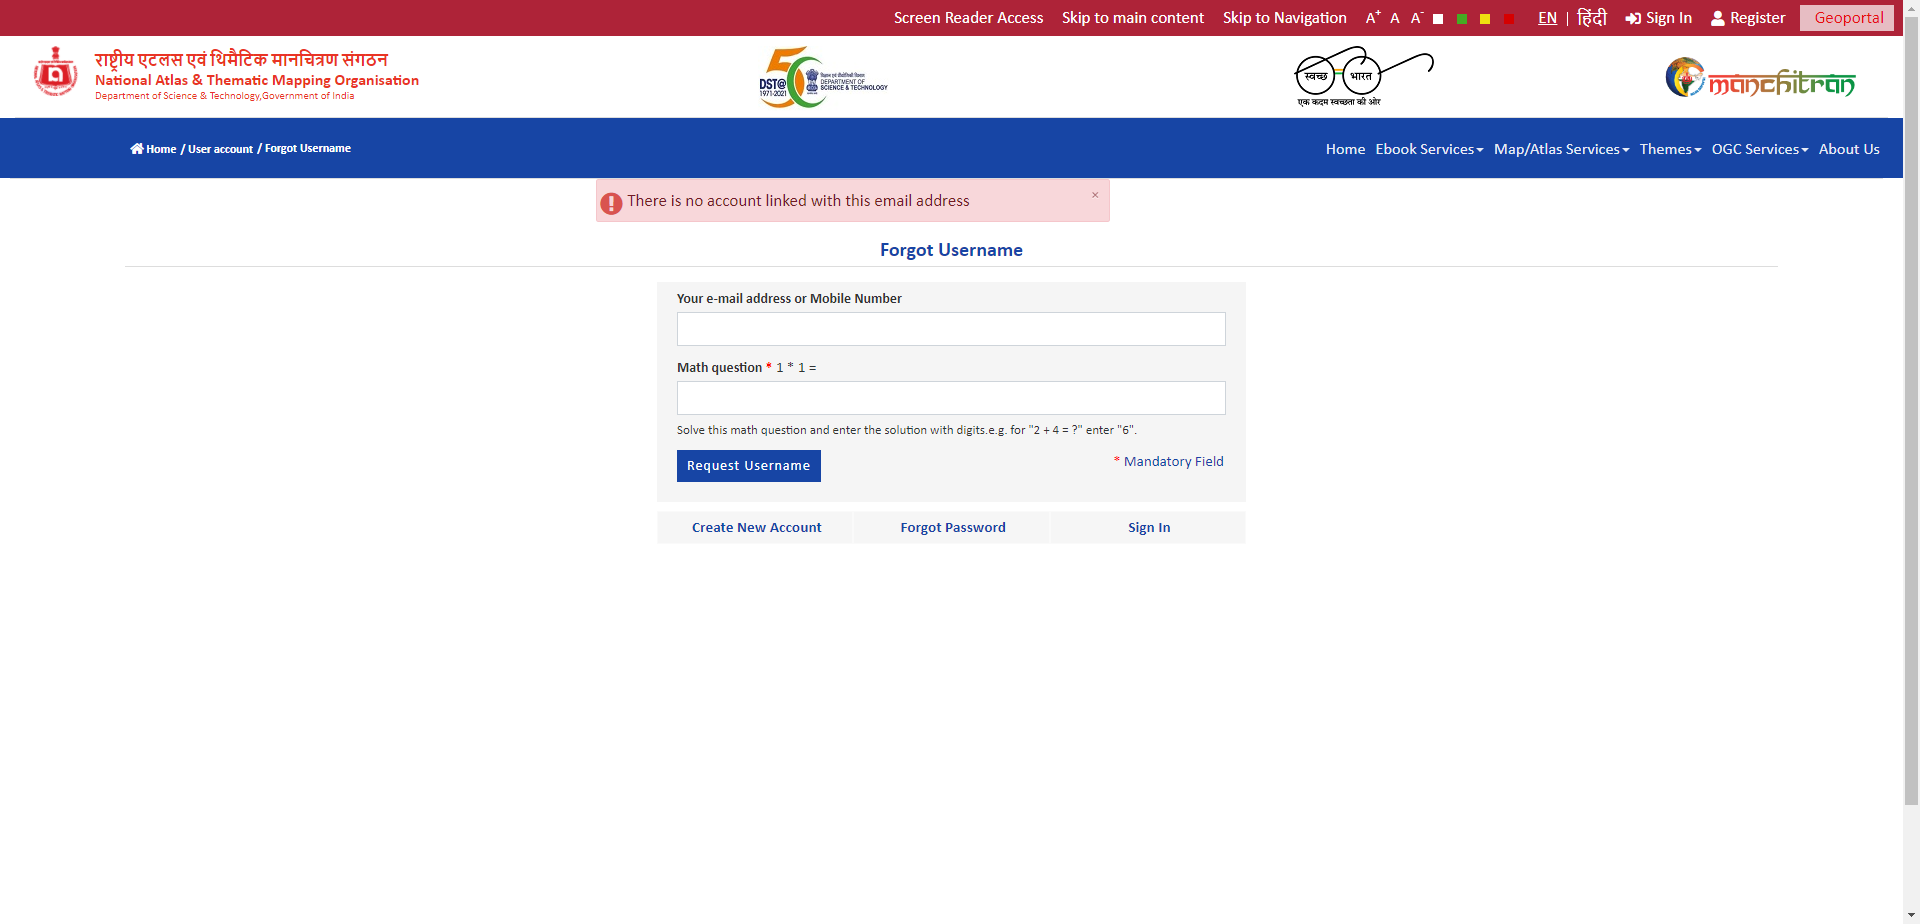 Screen Reader Access Skip to main content Skip to Navigation A+ A A- EN | हिंदी Sign In Register Geoportal
राष्ट्रीय एटलस एवं थिमैटिक मानचित्रण संगठन
National Atlas & Thematic Mapping Organisation
Department of Science & Technology,Government of India
50
DST@
1971-2021
विज्ञान एवं प्रौद्योगिकी विभाग
DEPARTMENT OF
SCIENCE & TECHNOLOGY
स्वच्छ भारत
एक कदम स्वच्छता की ओर
manchitran
Home / User account / Forgot Username
Home Ebook Services Map/Atlas Services Themes OGC Services About Us
There is no account linked with this email address ×
Forgot Username
Your e-mail address or Mobile Number
Math question * 1 * 1 =
Solve this math question and enter the solution with digits.e.g. for "2 + 4 = ?" enter "6".
Request Username
* Mandatory Field
Create New Account Forgot Password Sign In